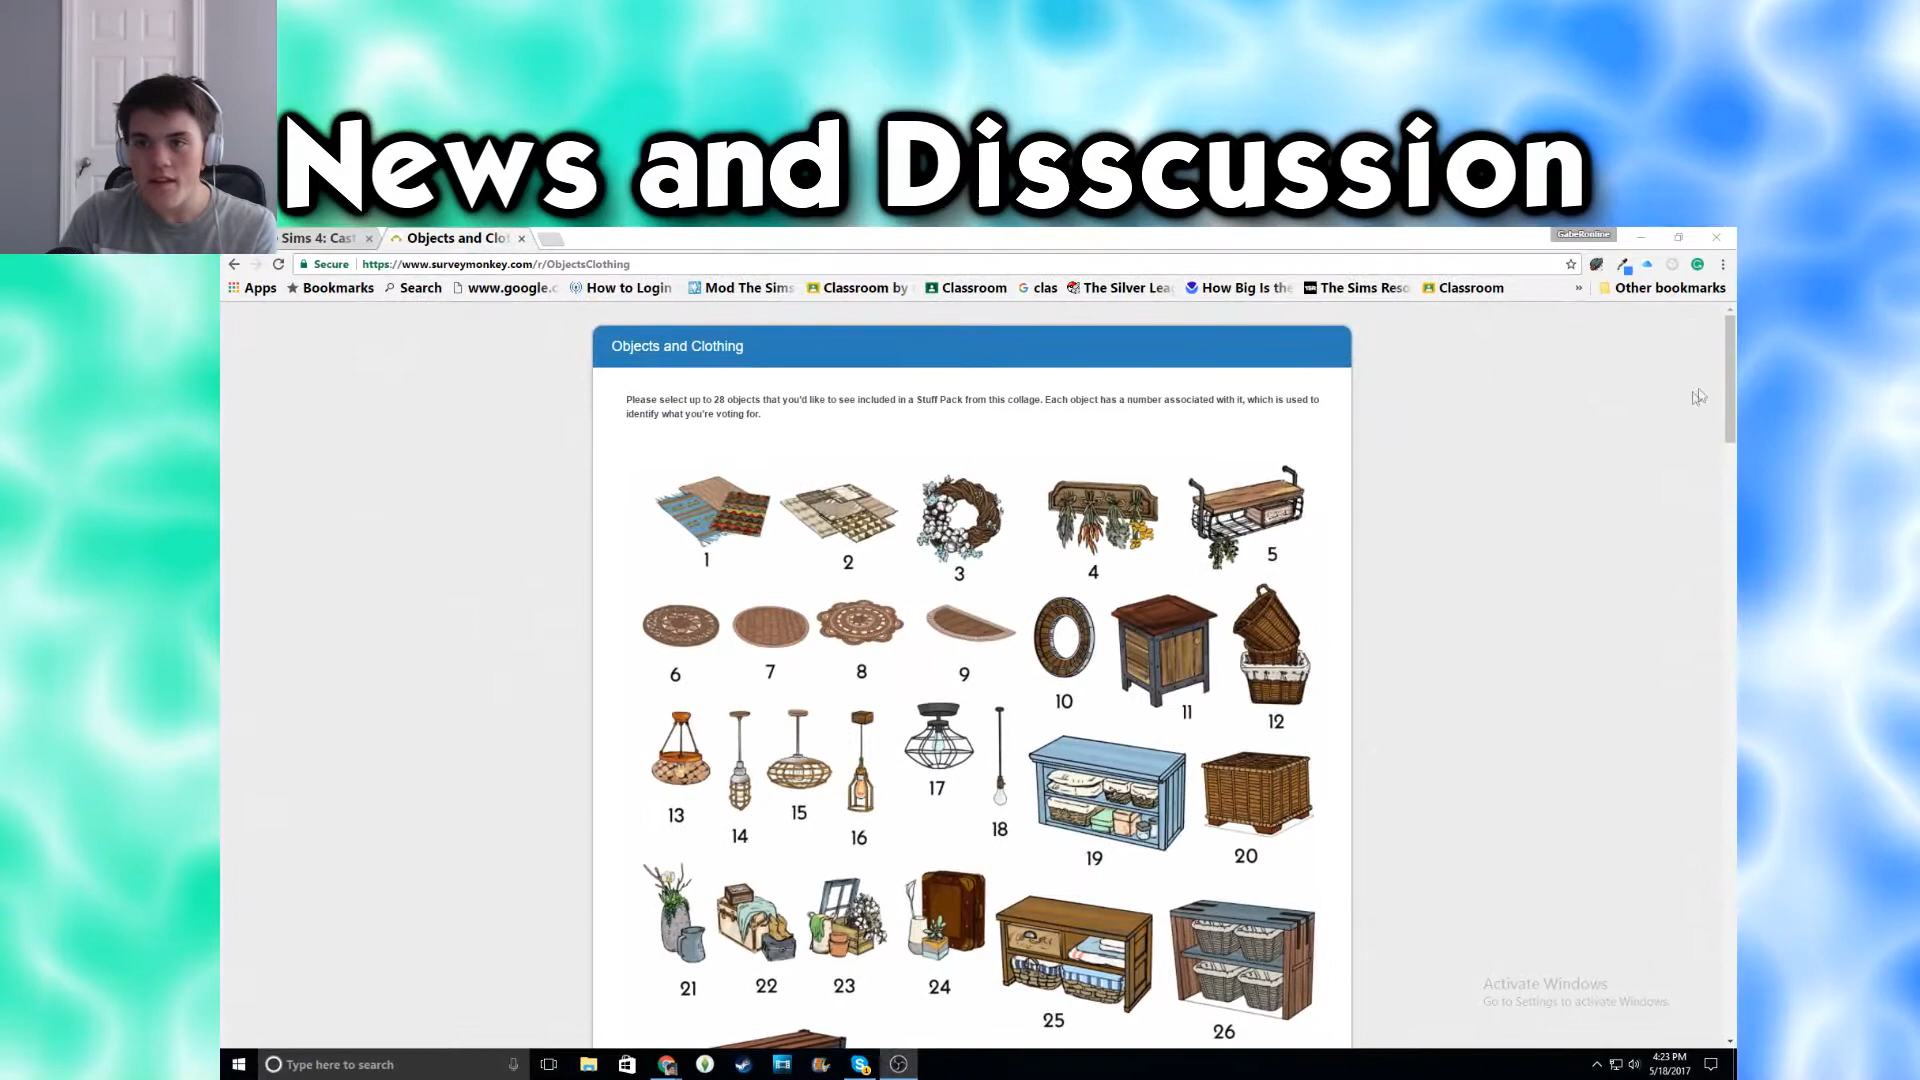 News and Disscussion
Sims 4: Cast
Objects and Clo
GabeRonline
Secure
https://www.surveymonkey.com/r/ObjectsClothing
Apps
Bookmarks
Search
www.google.c
How to Login
Mod The Sims
Classroom by
Classroom
clas
The Silver Lea
How Big Is the
The Sims Reso
Classroom
Other bookmarks
Objects and Clothing
Please select up to 28 objects that you'd like to see included in a Stuff Pack from this collage. Each object has a number associated with it, which is used to
identify what you're voting for.
1
2
3
4
5
6
7
8
9
10
11
12
13
14
15
16
17
18
19
20
21
22
23
24
25
26
Activate Windows
Go to Settings to activate Windows.
Type here to search
4:23 PM
5/18/2017